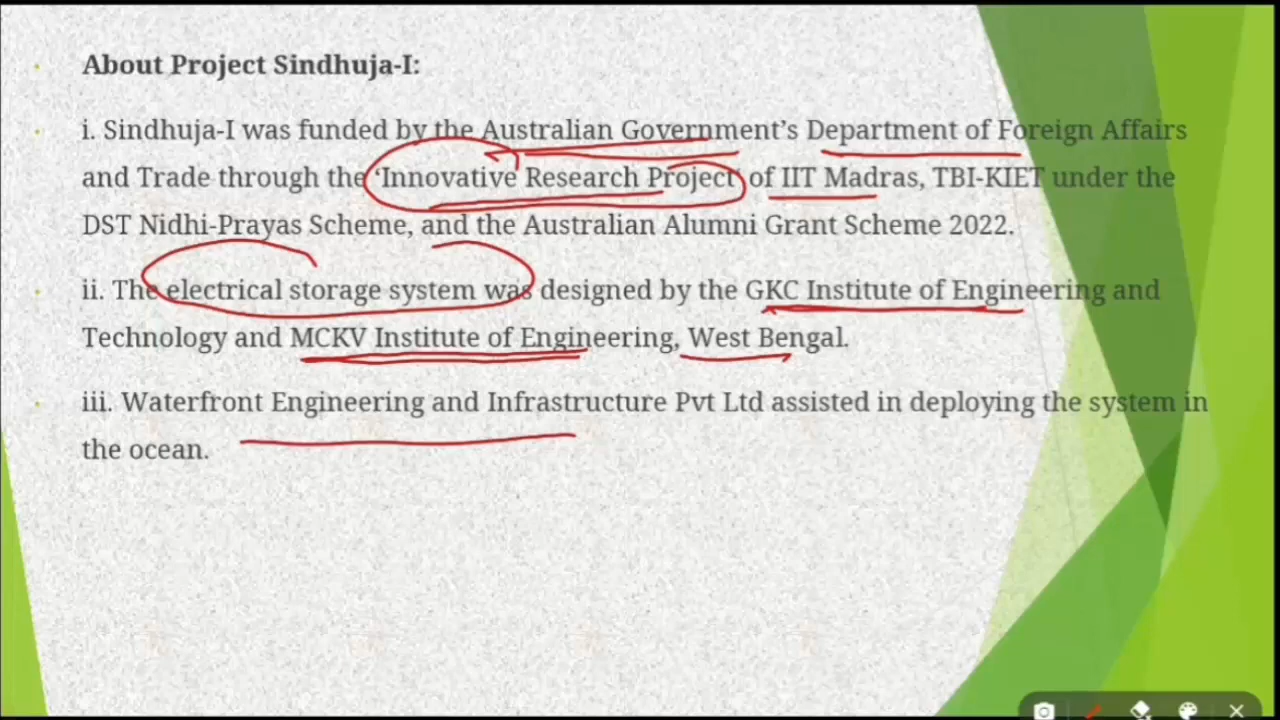 About Project Sindhuja-I:
i. Sindhuja-I was funded by the Australian Government's Department of Foreign Affairs
and Trade through the 'Innovative Research Project' of IIT Madras, TBI-KIET under the
DST Nidhi-Prayas Scheme, and the Australian Alumni Grant Scheme 2022.
ii. The electrical storage system was designed by the GKC Institute of Engineering and
Technology and MCKV Institute of Engineering, West Bengal.
iii. Waterfront Engineering and Infrastructure Pvt Ltd assisted in deploying the system in
the ocean.